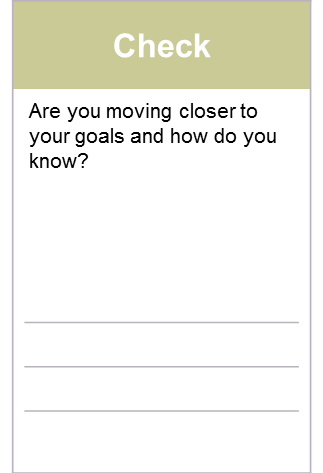 Check
Are you moving closer to
your goals and how do you
know?